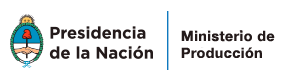 Presidencia
de la Nación
Ministerio de
Producción